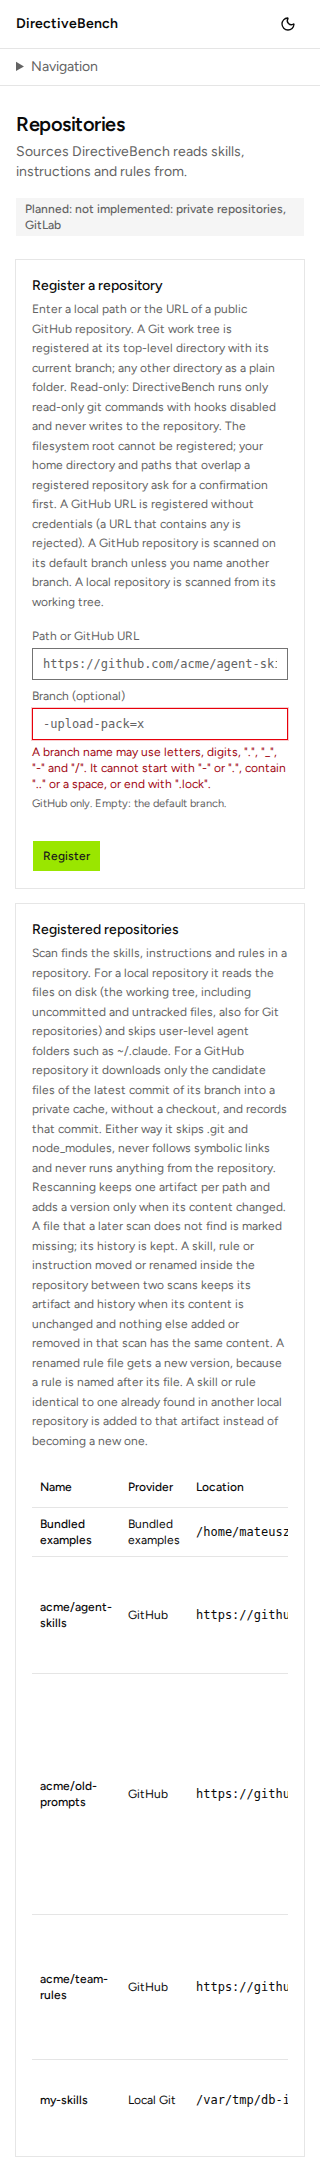 DirectiveBench
Navigation
Repositories
Sources DirectiveBench reads skills,
instructions and rules from.
Planned: not implemented: private repositories,
GitLab
Register a repository
Enter a local path or the URL of a public
GitHub repository. A Git work tree is
registered at its top-level directory with its
current branch; any other directory as a plain
folder. Read-only: DirectiveBench runs only
read-only git commands with hooks disabled
and never writes to the repository. The
filesystem root cannot be registered; your
home directory and paths that overlap a
registered repository ask for a confirmation
first. A GitHub URL is registered without
credentials (a URL that contains any is
rejected). A GitHub repository is scanned on
its default branch unless you name another
branch. A local repository is scanned from its
working tree.
Path or GitHub URL
https://github.com/acme/agent-sk:
Branch (optional)
-upload-pack=x
A branch name may use letters, digits, ".", "_",
"-" and "/". It cannot start with "-" or ".", contain
".." or a space, or end with ".lock".
GitHub only. Empty: the default branch.
Register
Registered repositories
Scan finds the skills, instructions and rules in a
repository. For a local repository it reads the
files on disk (the working tree, including
uncommitted and untracked files, also for Git
repositories) and skips user-level agent
folders such as ~/.claude. For a GitHub
repository it downloads only the candidate
files of the latest commit of its branch into a
private cache, without a checkout, and records
that commit. Either way it skips .git and
node_modules, never follows symbolic links
and never runs anything from the repository.
Rescanning keeps one artifact per path and
adds a version only when its content changed.
A file that a later scan does not find is marked
missing; its history is kept. A skill, rule or
instruction moved or renamed inside the
repository between two scans keeps its
artifact and history when its content is
unchanged and nothing else added or
removed in that scan has the same content. A
renamed rule file gets a new version, because
a rule is named after its file. A skill or rule
identical to one already found in another local
repository is added to that artifact instead of
becoming a new one.
Name Provider Location
Bundled examples Bundled examples /home/mateusz
acme/agent-skills GitHub https://githu
acme/old-prompts GitHub https://githu
acme/team-rules GitHub https://githu
my-skills Local Git /var/tmp/db-i